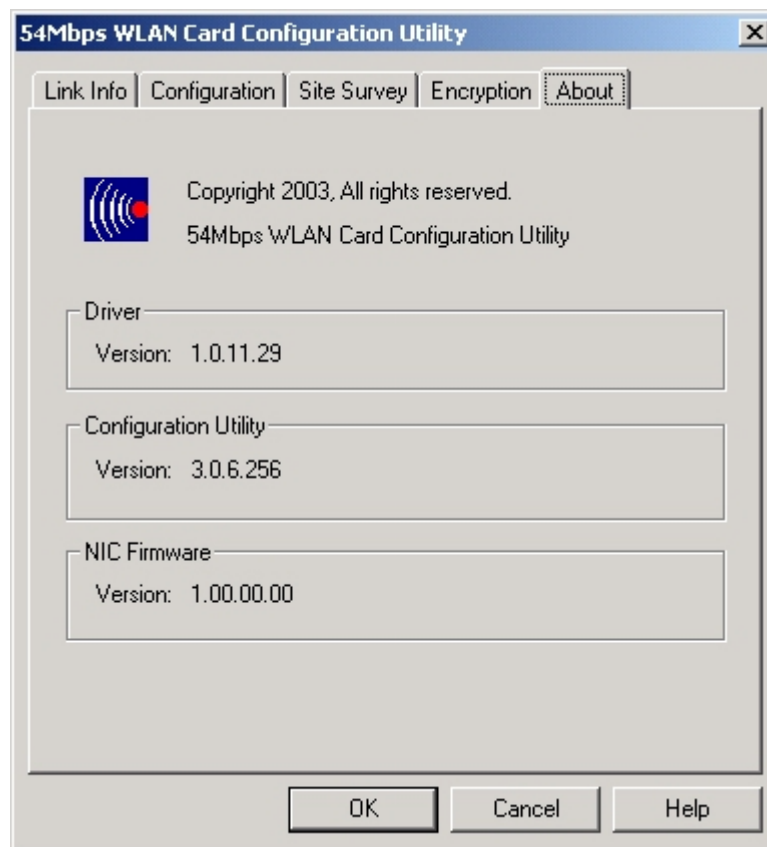 54Mbps WLAN Card Configuration Utility
Link Info Configuration Site Survey Encryption About
Copyright 2003, All rights reserved.
54Mbps WLAN Card Configuration Utility
Driver
Version: 1.0.11.29
Configuration Utility
Version: 3.0.6.256
NIC Firmware
Version: 1.00.00.00
OK Cancel Help